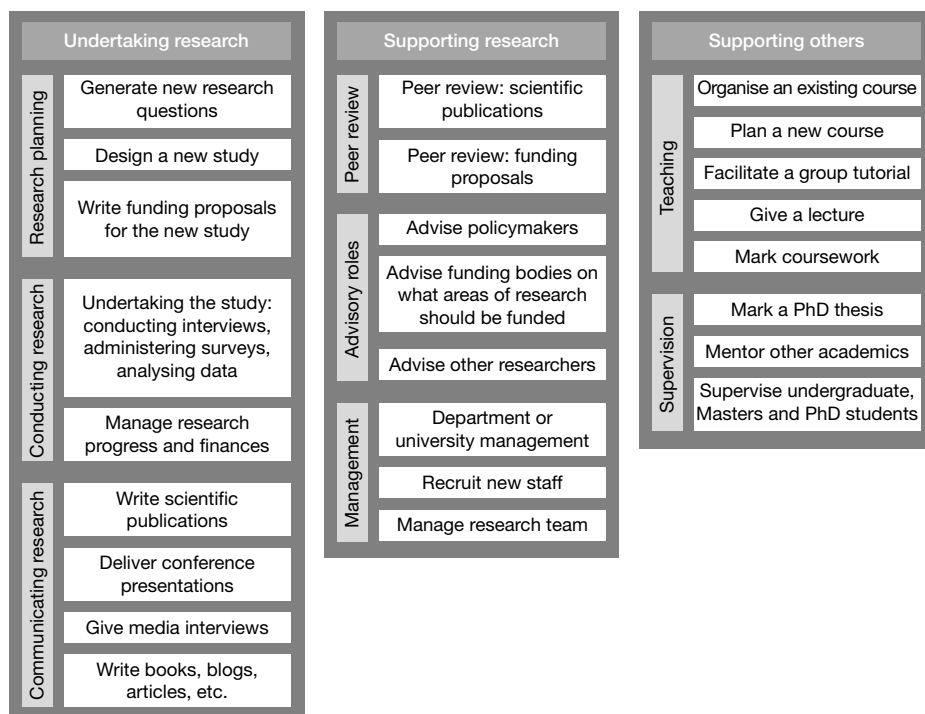 Undertaking research
Research planning
Generate new research
questions
Design a new study
Write funding proposals
for the new study
Conducting research
Undertaking the study:
conducting interviews,
administering surveys,
analysing data
Manage research
progress and finances
Communicating research
Write scientific
publications
Deliver conference
presentations
Give media interviews
Write books, blogs,
articles, etc.
Supporting research
Peer review
Peer review: scientific
publications
Peer review: funding
proposals
Advisory roles
Advise policymakers
Advise funding bodies on
what areas of research
should be funded
Advise other researchers
Management
Department or
university management
Recruit new staff
Manage research team
Supporting others
Teaching
Organise an existing course
Plan a new course
Facilitate a group tutorial
Give a lecture
Mark coursework
Supervision
Mark a PhD thesis
Mentor other academics
Supervise undergraduate,
Masters and PhD students